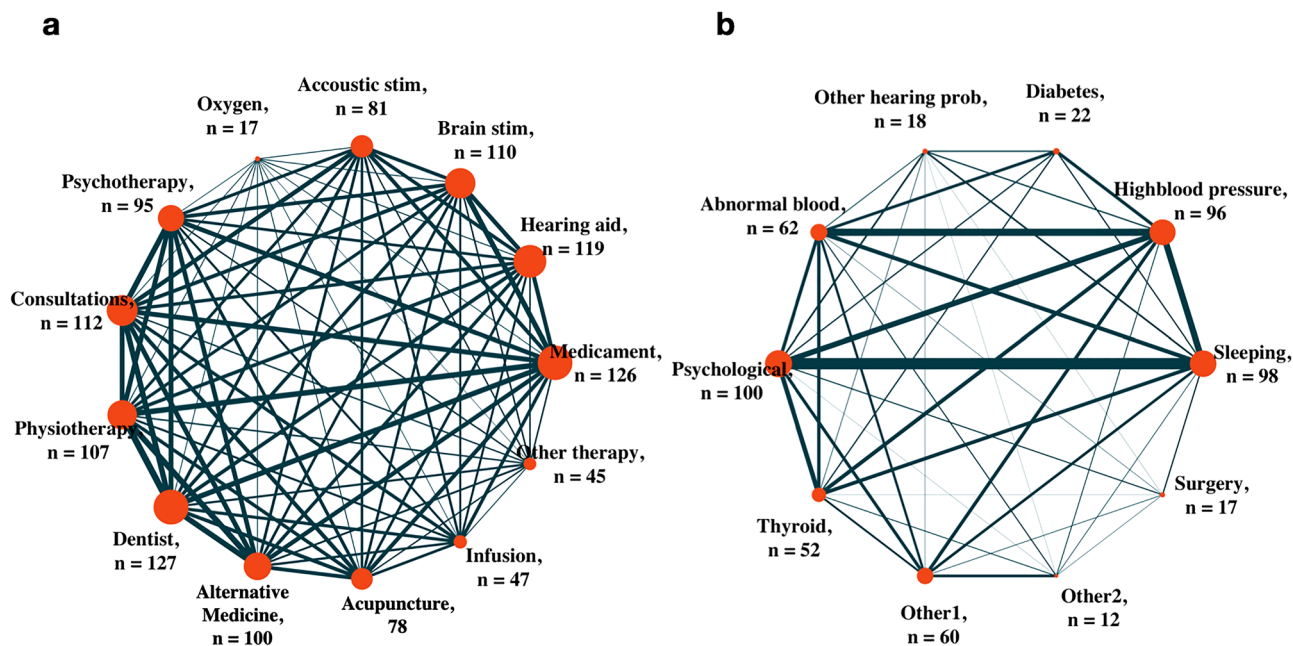 a
b
Accoustic stim,
n = 81
Oxygen,
n = 17
Brain stim,
n = 110
Psychotherapy,
n = 95
Hearing aid,
n = 119
Consultations,
n = 112
Medicament,
n = 126
Physiotherapy
n = 107
Other therapy,
n = 45
Dentist,
n = 127
Infusion,
n = 47
Alternative
Medicine,
n = 100
Acupuncture,
78
Other hearing prob,
n = 18
Diabetes,
n = 22
Abnormal blood,
n = 62
Highblood pressure,
n = 96
Psychological,
n = 100
Sleeping,
n = 98
Thyroid,
n = 52
Surgery,
n = 17
Other1,
n = 60
Other2,
n = 12